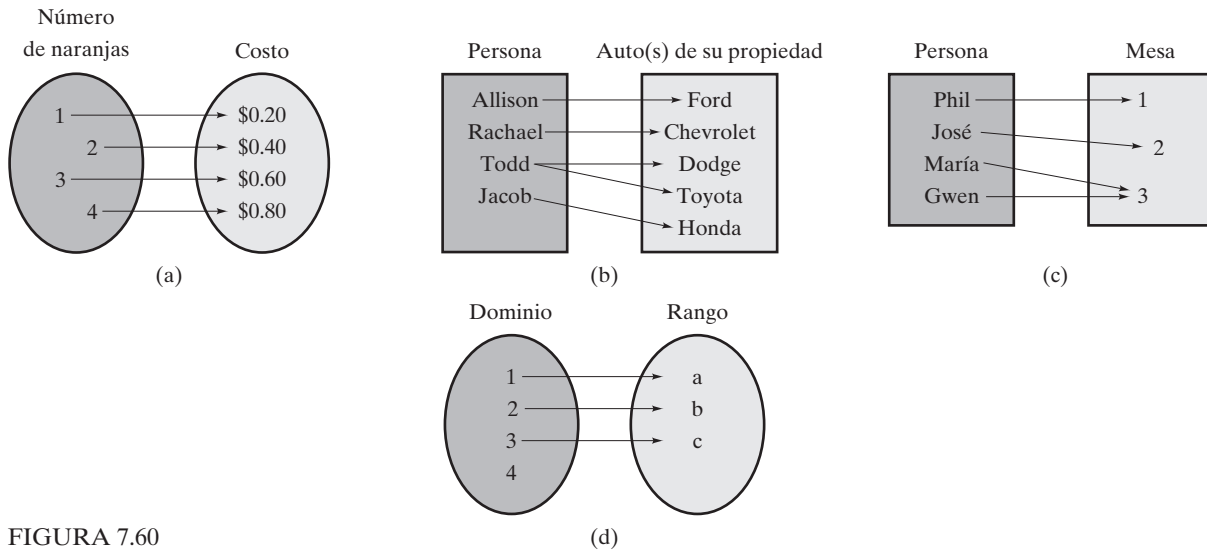 Número
de naranjas
Costo
1
$0.20
2
$0.40
3
$0.60
4
$0.80
(a)
Persona
Auto(s) de su propiedad
Allison
Ford
Rachael
Chevrolet
Todd
Dodge
Toyota
Jacob
Honda
(b)
Persona
Mesa
Phil
1
José
2
María
Gwen
3
(c)
Dominio
Rango
1
a
2
b
3
c
4
(d)
FIGURA 7.60